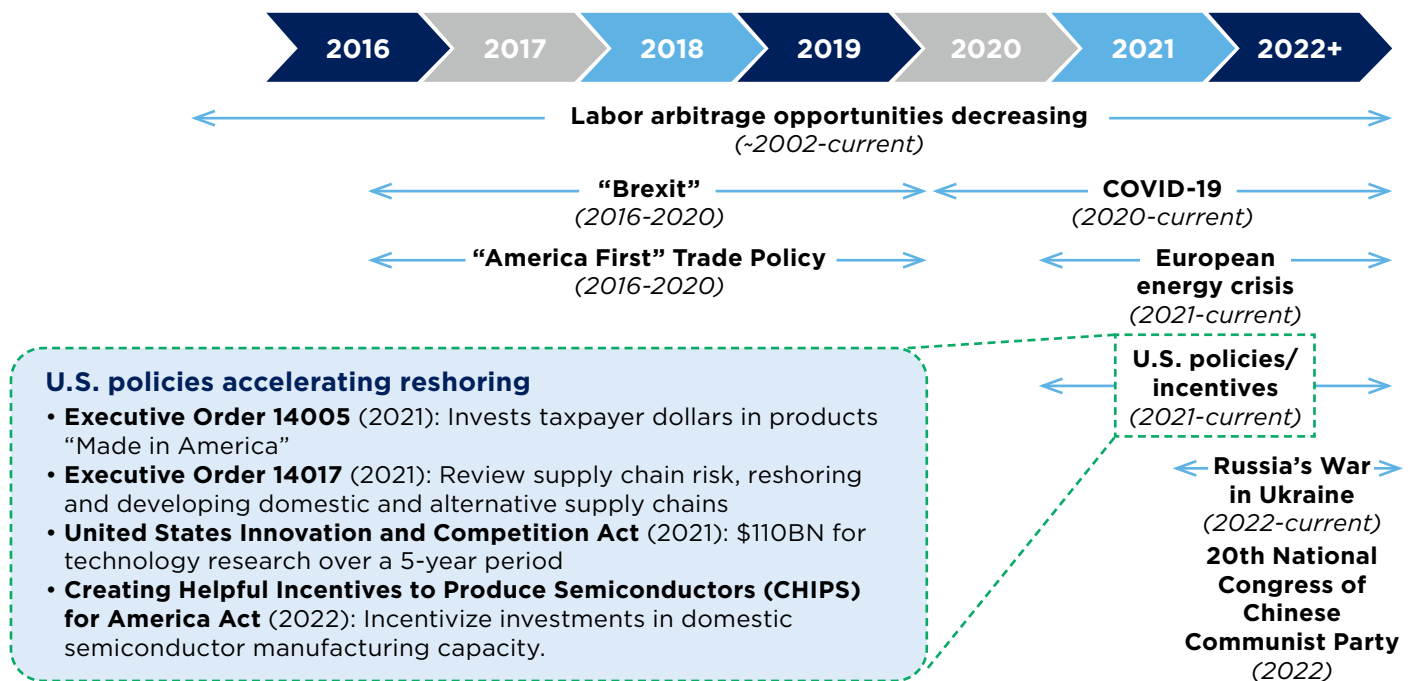 2016 2017 2018 2019 2020 2021 2022+
Labor arbitrage opportunities decreasing
(~2002-current)
“Brexit”
(2016-2020)
COVID-19
(2020-current)
“America First” Trade Policy
(2016-2020)
European
energy crisis
(2021-current)
U.S. policies/
incentives
(2021-current)
U.S. policies accelerating reshoring
• Executive Order 14005 (2021): Invests taxpayer dollars in products
“Made in America”
• Executive Order 14017 (2021): Review supply chain risk, reshoring
and developing domestic and alternative supply chains
• United States Innovation and Competition Act (2021): $110BN for
technology research over a 5-year period
• Creating Helpful Incentives to Produce Semiconductors (CHIPS)
for America Act (2022): Incentivize investments in domestic
semiconductor manufacturing capacity.
Russia’s War
in Ukraine
(2022-current)
20th National
Congress of
Chinese
Communist Party
(2022)